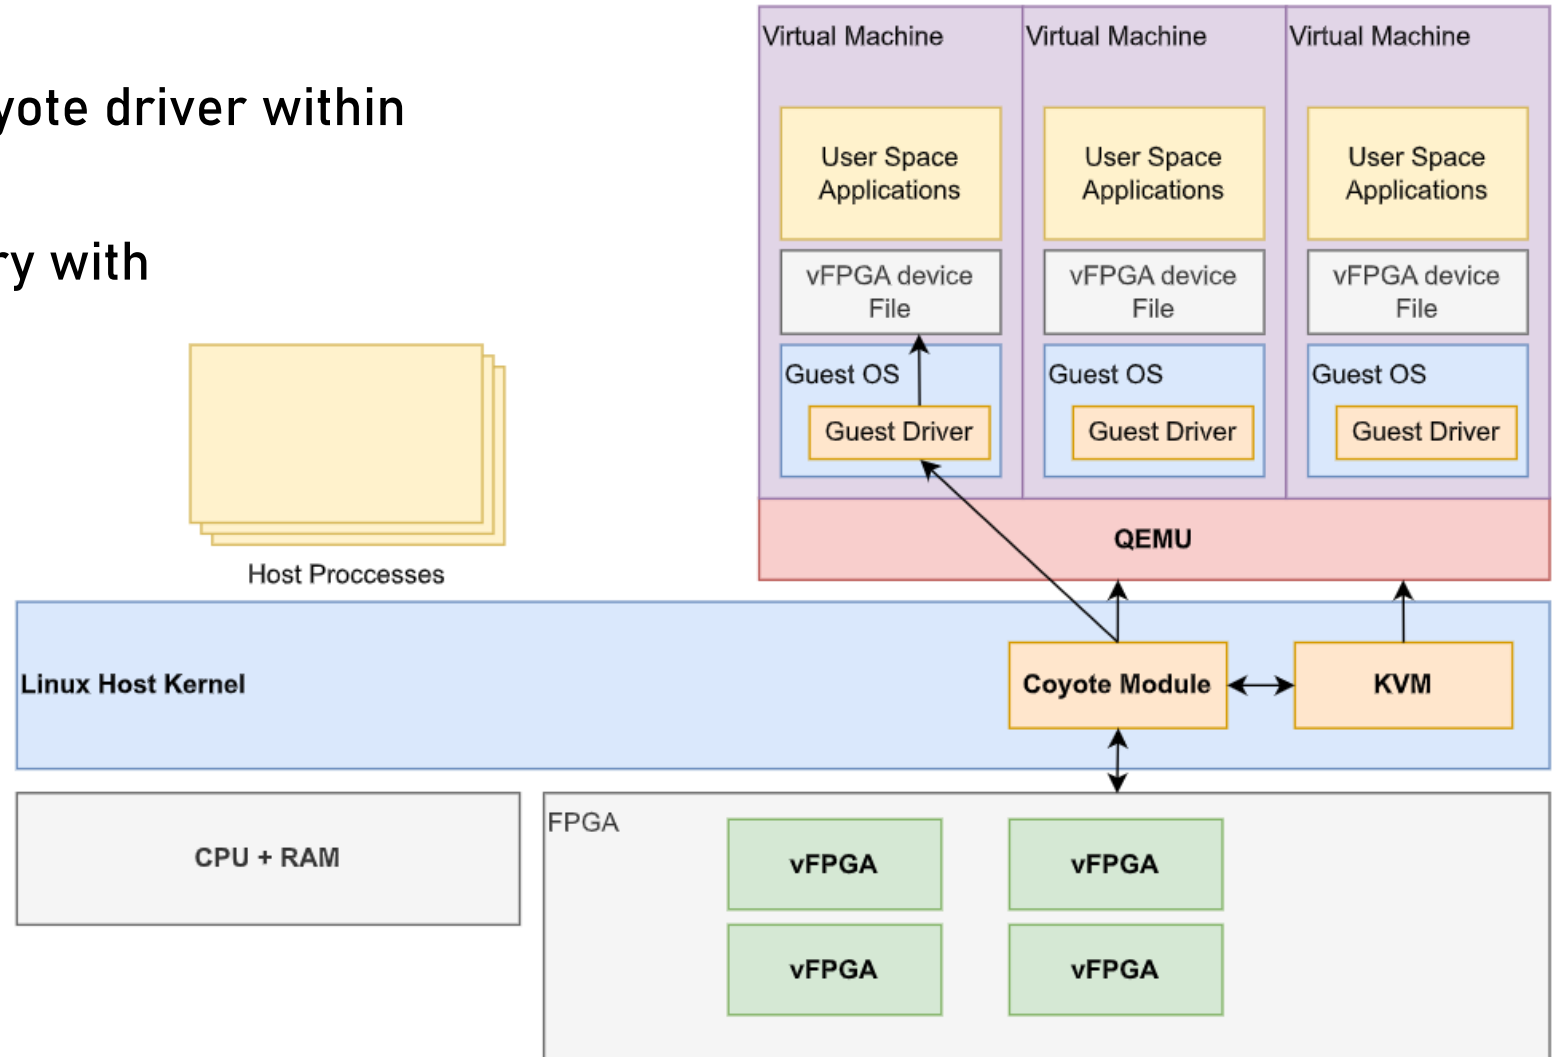 yote driver within
ry with
Virtual Machine
Virtual Machine
Virtual Machine
User Space
Applications
User Space
Applications
User Space
Applications
vFPGA device
File
vFPGA device
File
vFPGA device
File
Guest OS
Guest OS
Guest OS
Guest Driver
Guest Driver
Guest Driver
QEMU
Host Proccesses
Linux Host Kernel
Coyote Module
KVM
CPU + RAM
FPGA
vFPGA
vFPGA
vFPGA
vFPGA